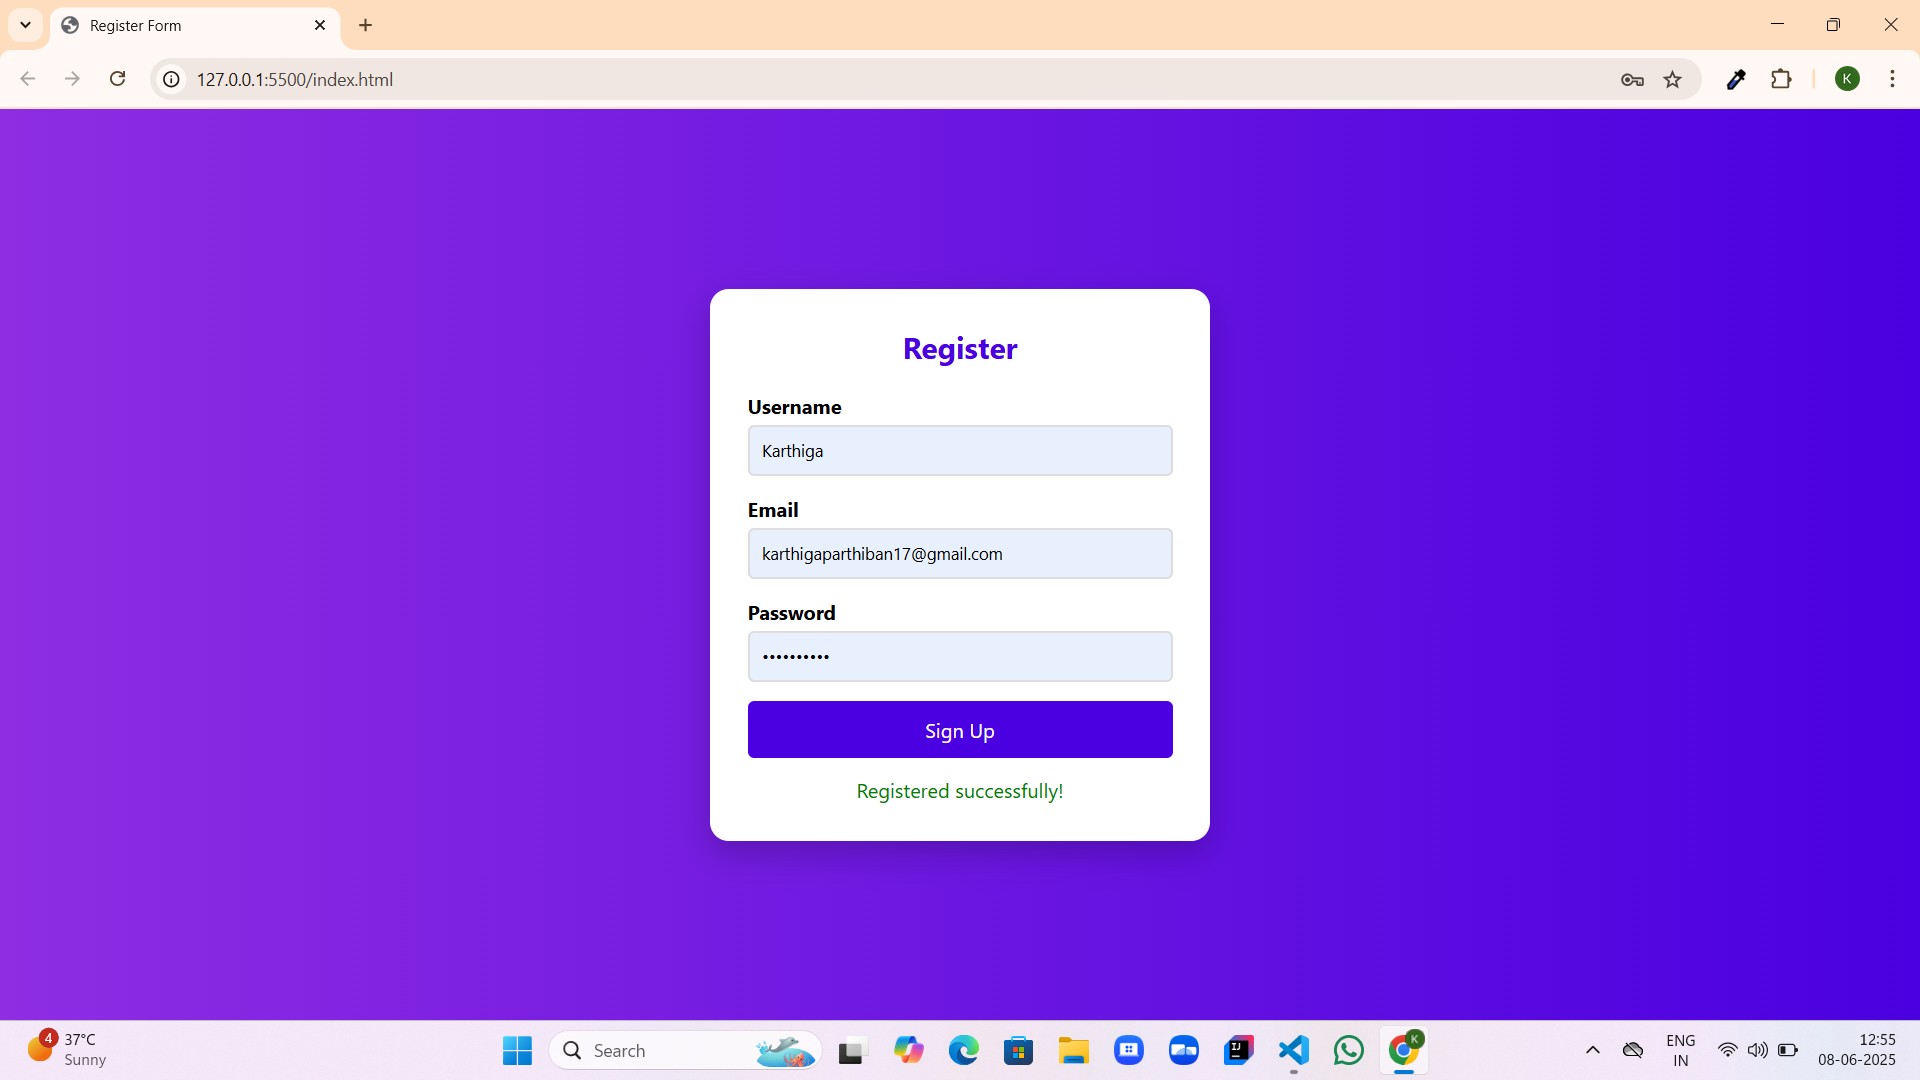 Register Form
127.0.0.1:5500/index.html
K
Register
Username
Karthiga
Email
karthigaparthiban17@gmail.com
Password
••••••••••
Sign Up
Registered successfully!
4
37°C
Sunny
Search
IJ
K
ENG
IN
12:55
08-06-2025